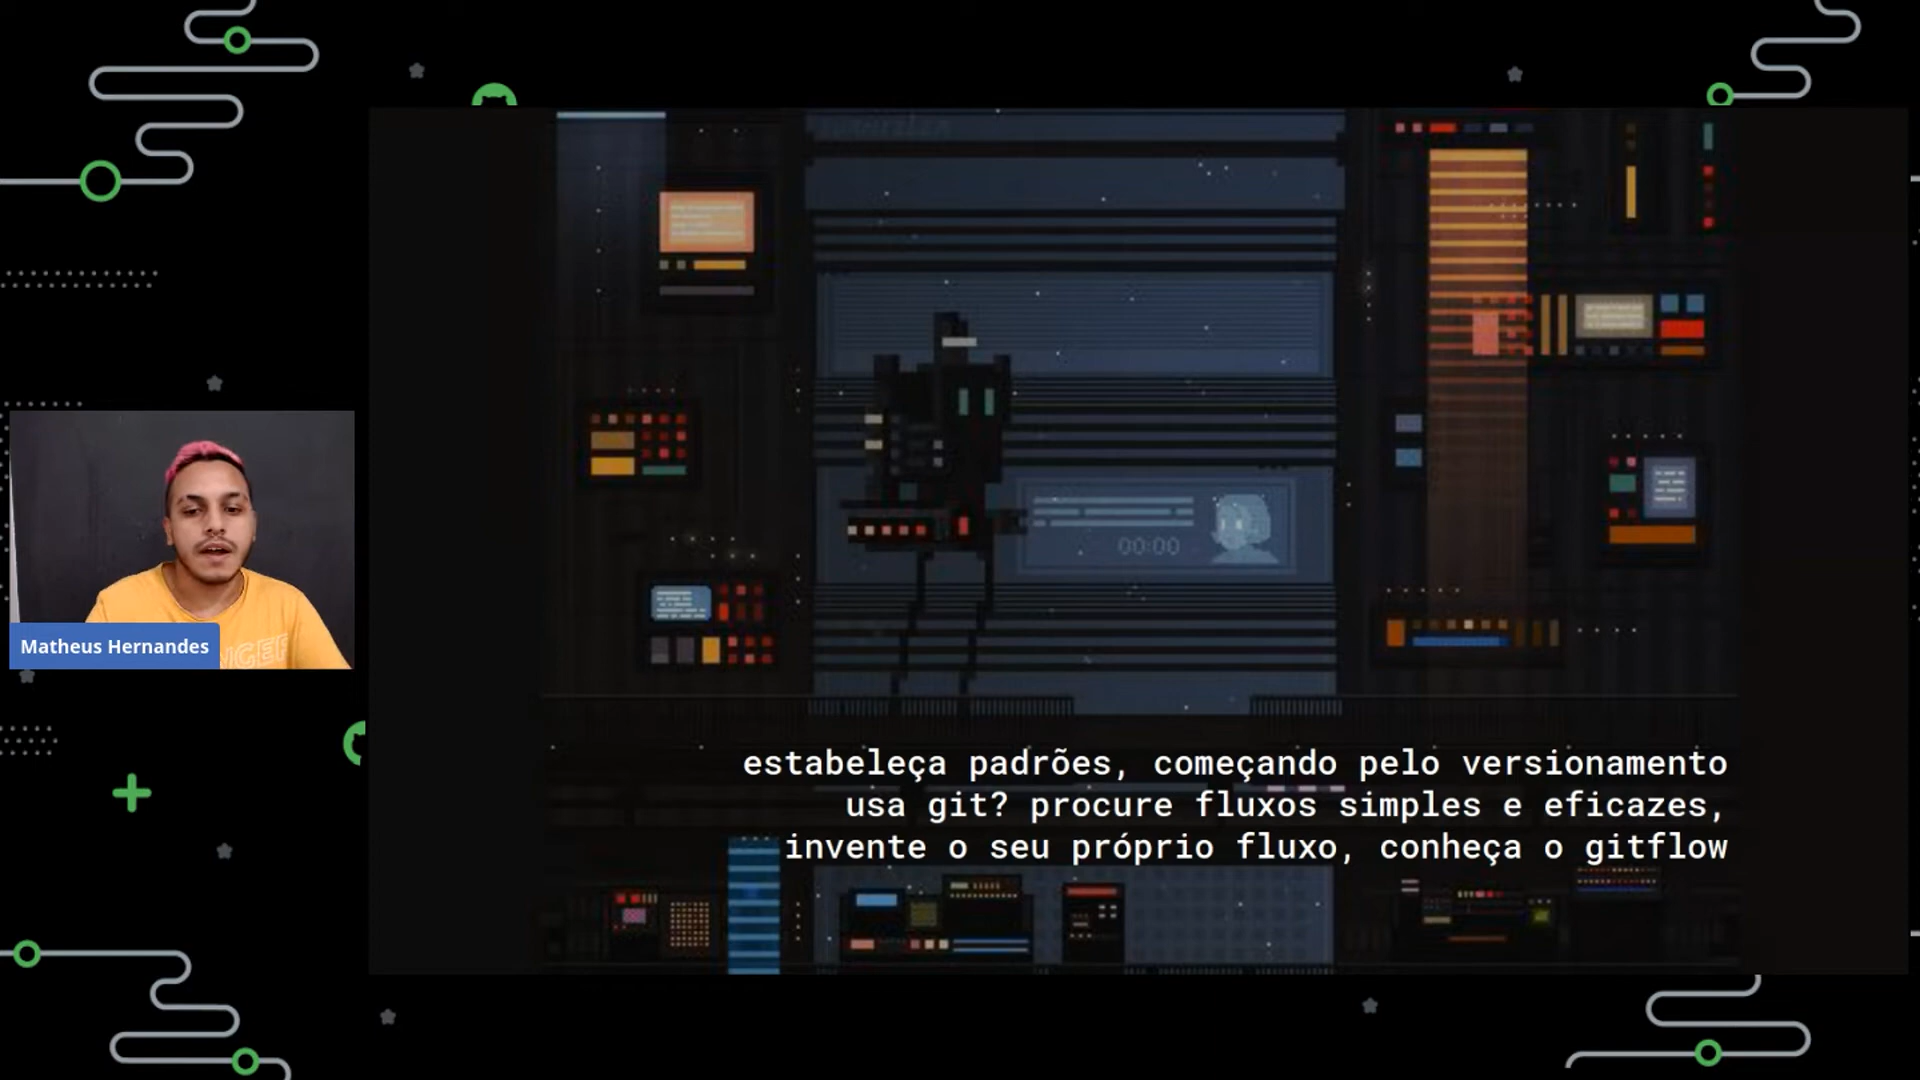 Matheus Hernandes
NGER
00:00
estabeleça padrões, começando pelo versionamento
usa git? procure fluxos simples e eficazes,
invente o seu próprio fluxo, conheça o gitflow